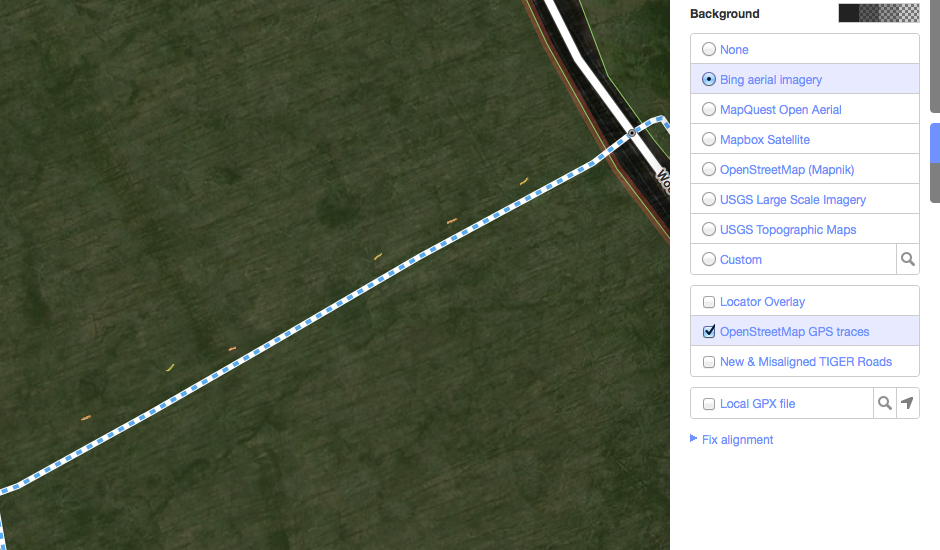 Background
None
Bing aerial imagery
MapQuest Open Aerial
Mapbox Satellite
OpenStreetMap (Mapnik)
USGS Large Scale Imagery
USGS Topographic Maps
Custom
Locator Overlay
OpenStreetMap GPS traces
New & Misaligned TIGER Roads
Local GPX file
Fix alignment